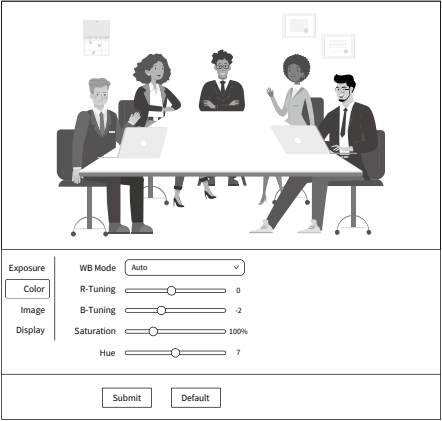 Exposure
Color
Image
Display
WB Mode Auto
R-Tuning 0
B-Tuning -2
Saturation 100%
Hue 7
Submit Default